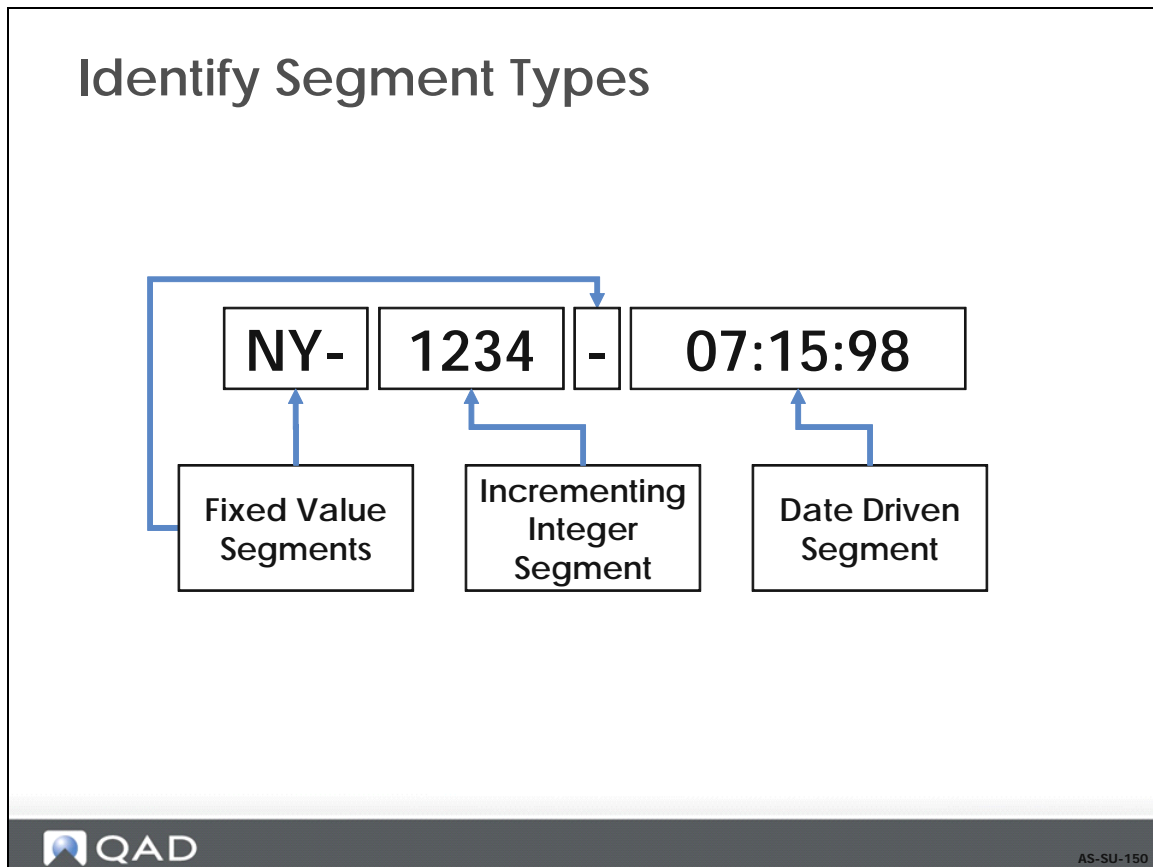 Identify Segment Types
NY- 1234 - 07:15:98
Fixed Value
Segments
Incrementing
Integer
Segment
Date Driven
Segment
QAD
AS-SU-150